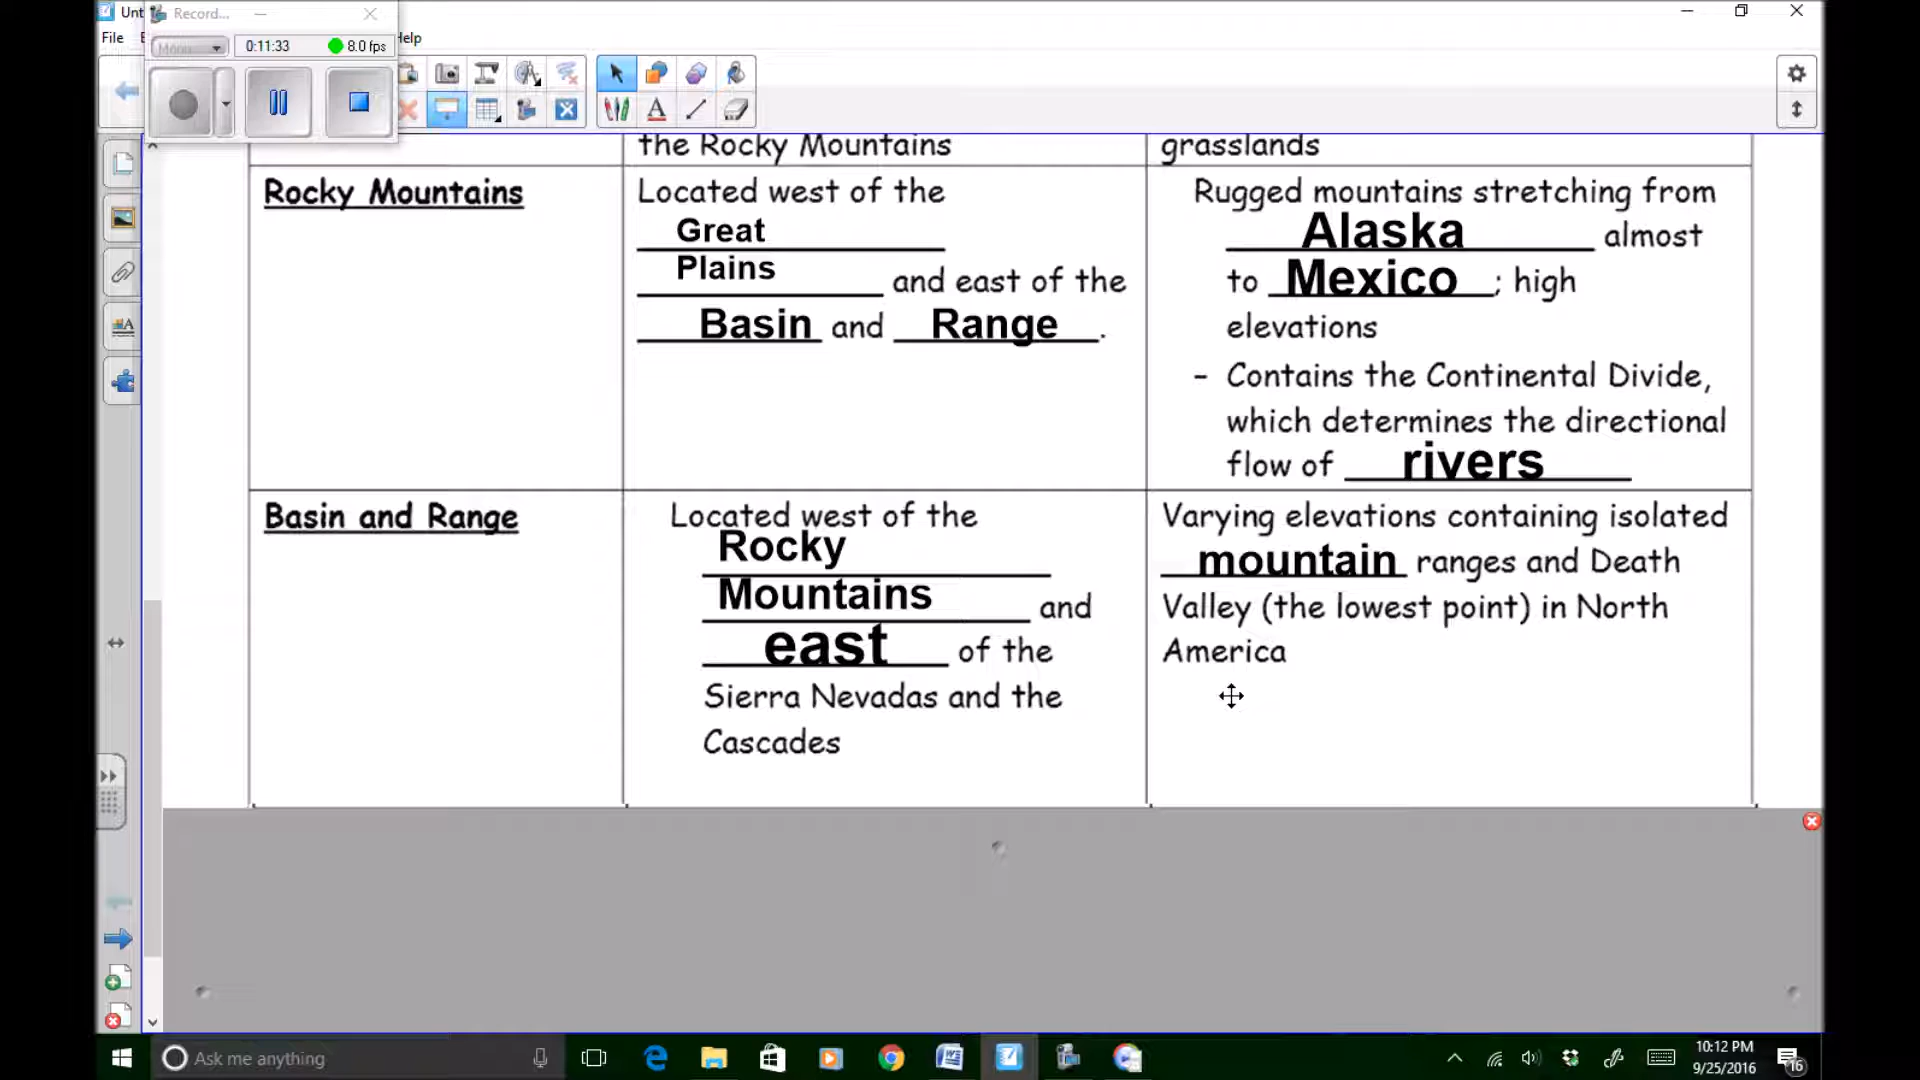 Unt
Record...
File
Help
Menu
0:11:33
8.0 fps
the Rocky Mountains
grasslands
Rocky Mountains
Located west of the
Great
Plains and east of the
Basin and Range.
Rugged mountains stretching from
Alaska almost
to Mexico; high
elevations
- Contains the Continental Divide,
which determines the directional
flow of rivers
Basin and Range
Located west of the
Rocky
Mountains and
east of the
Sierra Nevadas and the
Cascades
Varying elevations containing isolated
mountain ranges and Death
Valley (the lowest point) in North
America
Ask me anything
10:12 PM
9/25/2016
16